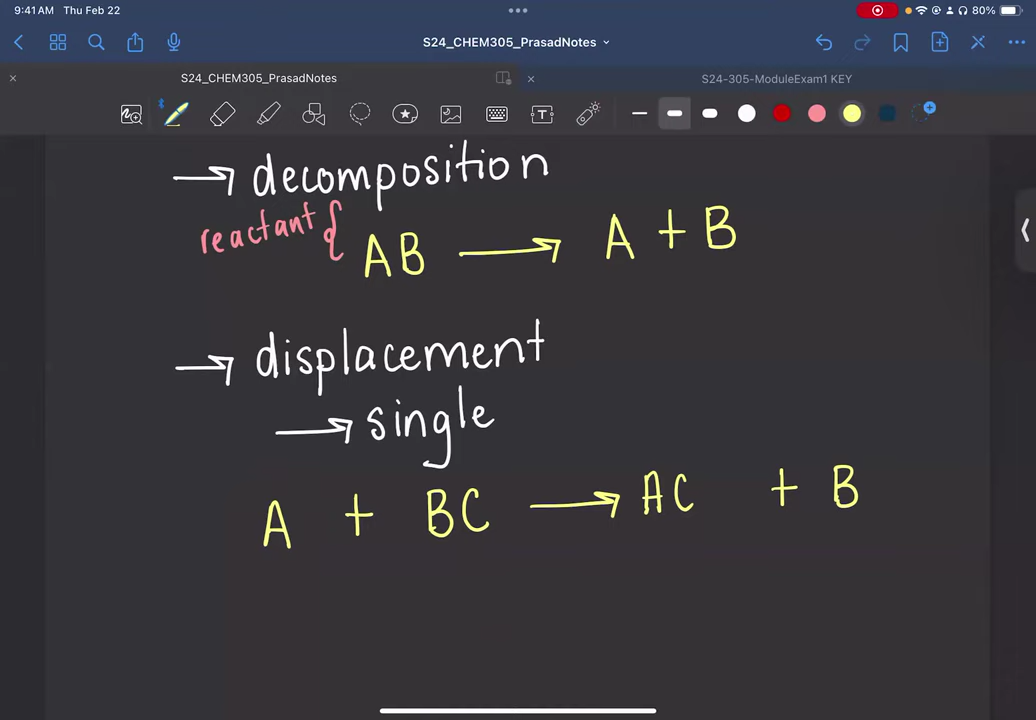 9:41 AM Thu Feb 22
80%
S24_CHEM305_PrasadNotes
S24_CHEM305_PrasadNotes
S24-305-ModuleExam1 KEY
→ decomposition
reactant {
AB → A + B
→ displacement
→ single
A + BC → AC + B